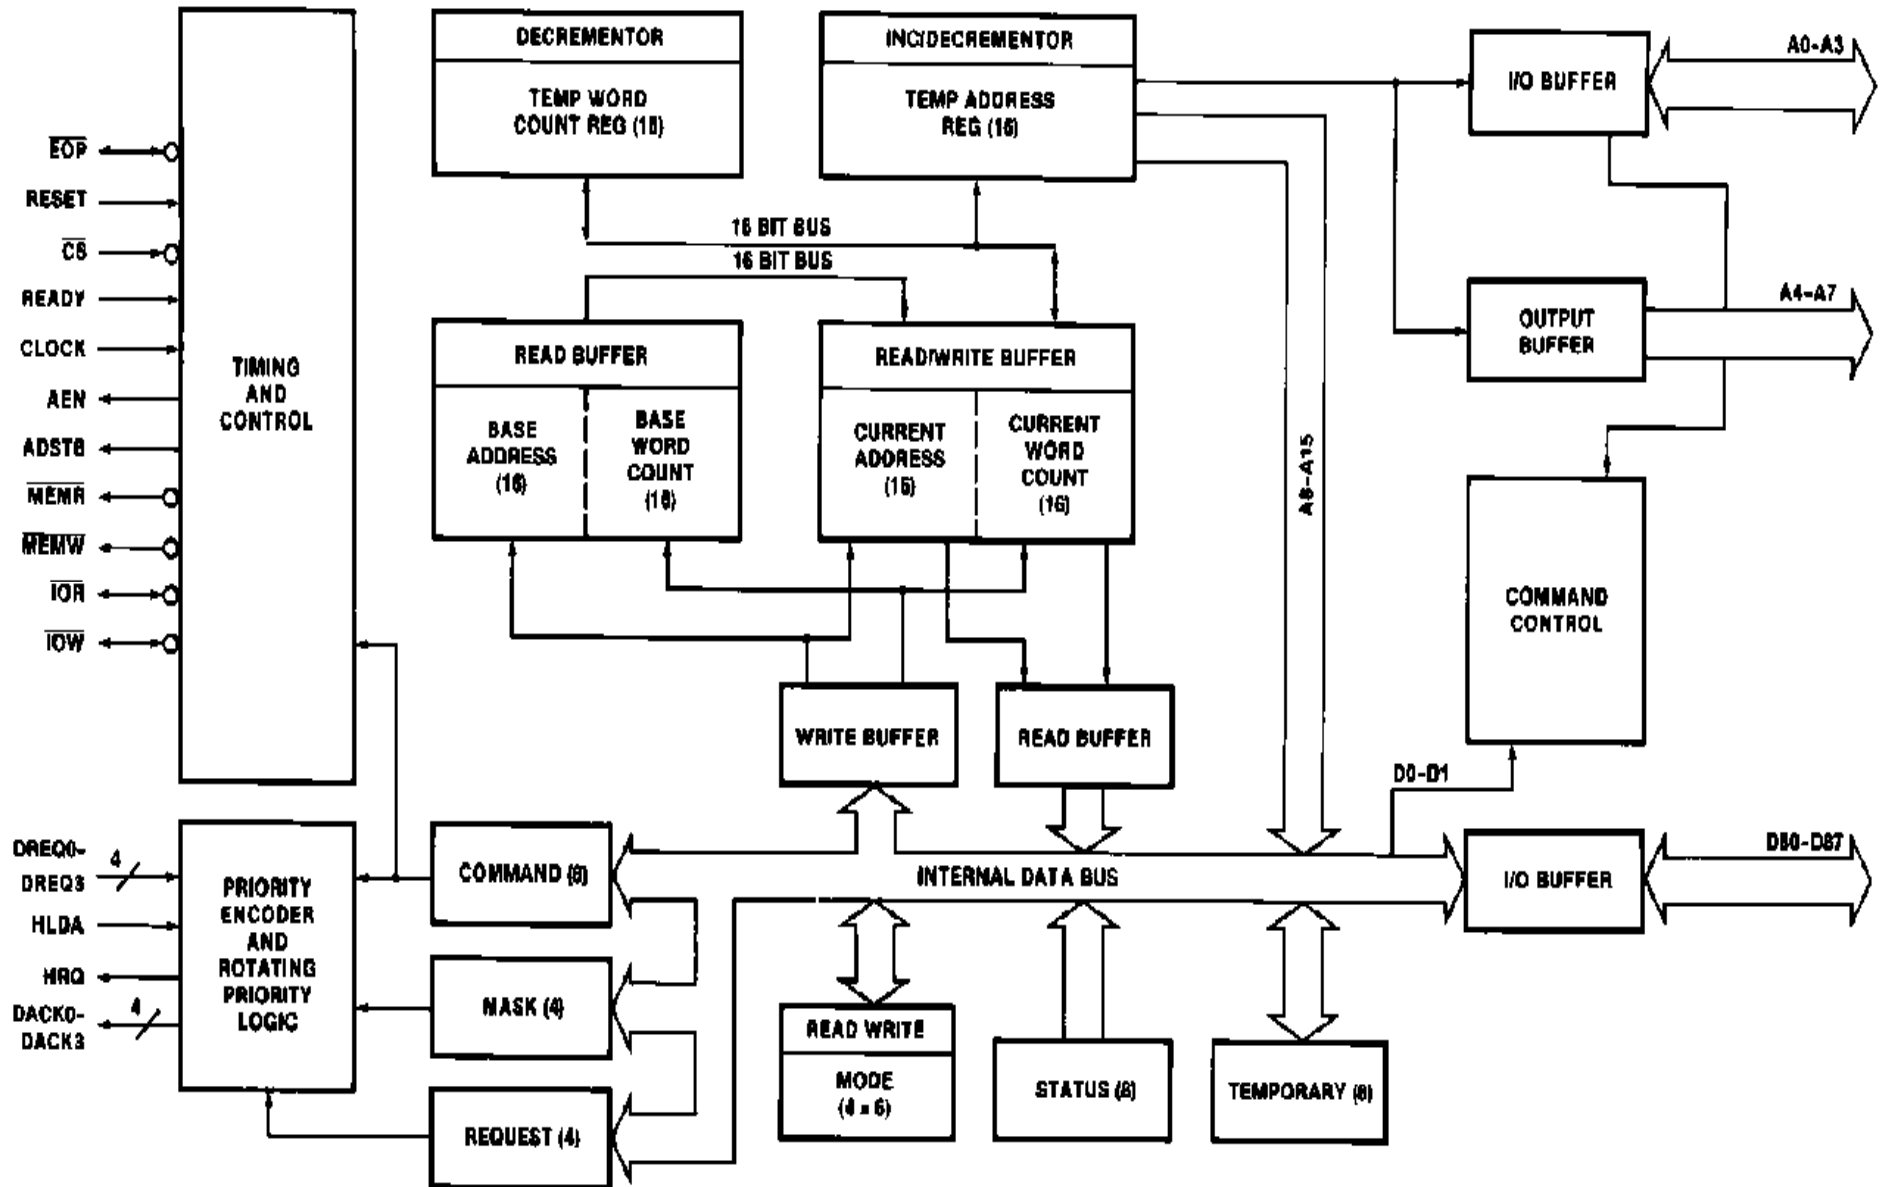 DECREMENTOR
TEMP WORD
COUNT REG (16)
INC/DECREMENTOR
TEMP ADDRESS
REG (16)
I/O BUFFER
A0-A3
EOP
RESET
CS
READY
CLOCK
AEN
ADSTB
MEMR
MEMW
IOR
IOW
TIMING
AND
CONTROL
16 BIT BUS
16 BIT BUS
READ BUFFER
BASE
ADDRESS
(16)
BASE
WORD
COUNT
(16)
READ/WRITE BUFFER
CURRENT
ADDRESS
(16)
CURRENT
WORD
COUNT
(16)
A8-A15
OUTPUT
BUFFER
A4-A7
COMMAND
CONTROL
WRITE BUFFER
READ BUFFER
D0-D1
DREQ0-
DREQ3
4
HLDA
HRQ
DACK0-
DACK3
4
PRIORITY
ENCODER
AND
ROTATING
PRIORITY
LOGIC
COMMAND (8)
MASK (4)
REQUEST (4)
INTERNAL DATA BUS
I/O BUFFER
DB0-DB7
READ WRITE
MODE
(4 x 6)
STATUS (8)
TEMPORARY (8)